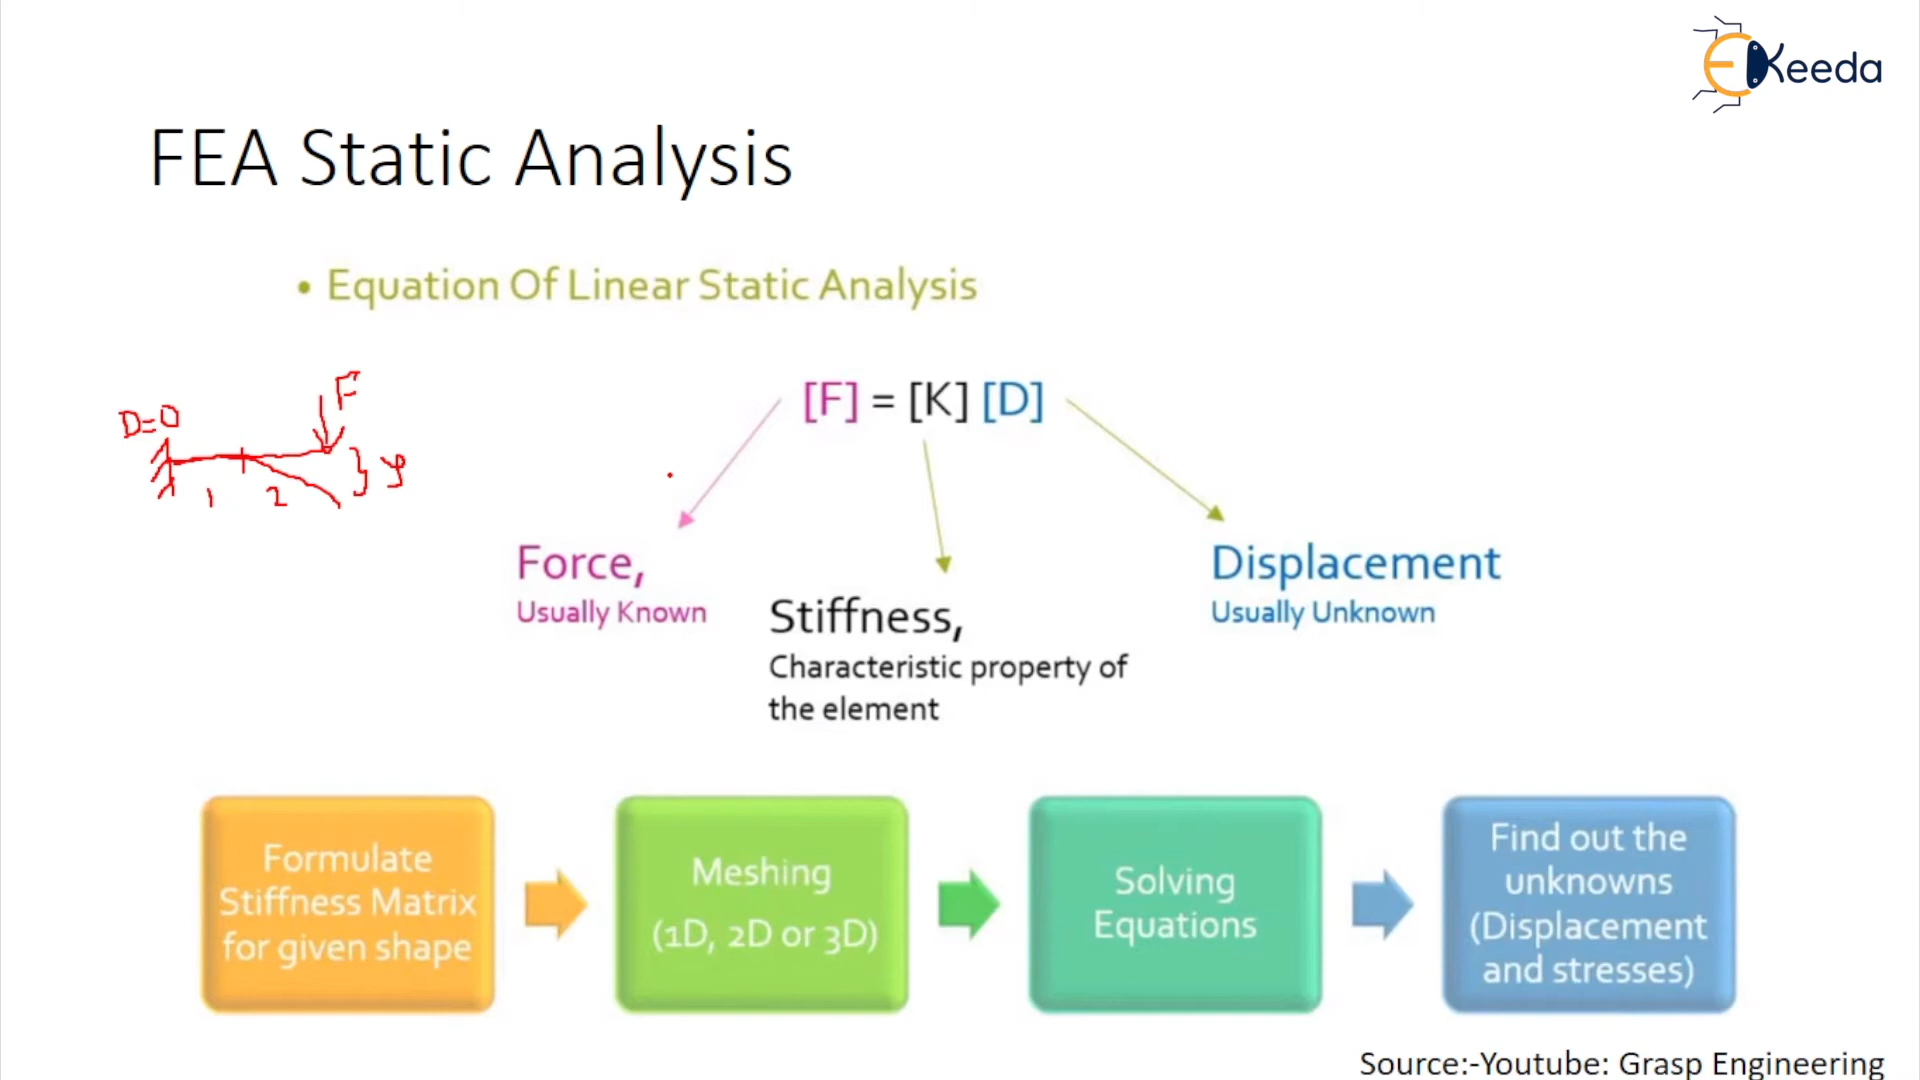 EKeeda
FEA Static Analysis
• Equation Of Linear Static Analysis
[F] = [K] [D]
F
D=0
y
1 2
Force,
Usually Known
Stiffness,
Characteristic property of
the element
Displacement
Usually Unknown
Formulate
Stiffness Matrix
for given shape
Meshing
(1D, 2D or 3D)
Solving
Equations
Find out the
unknowns
(Displacement
and stresses)
Source:-Youtube: Grasp Engineering